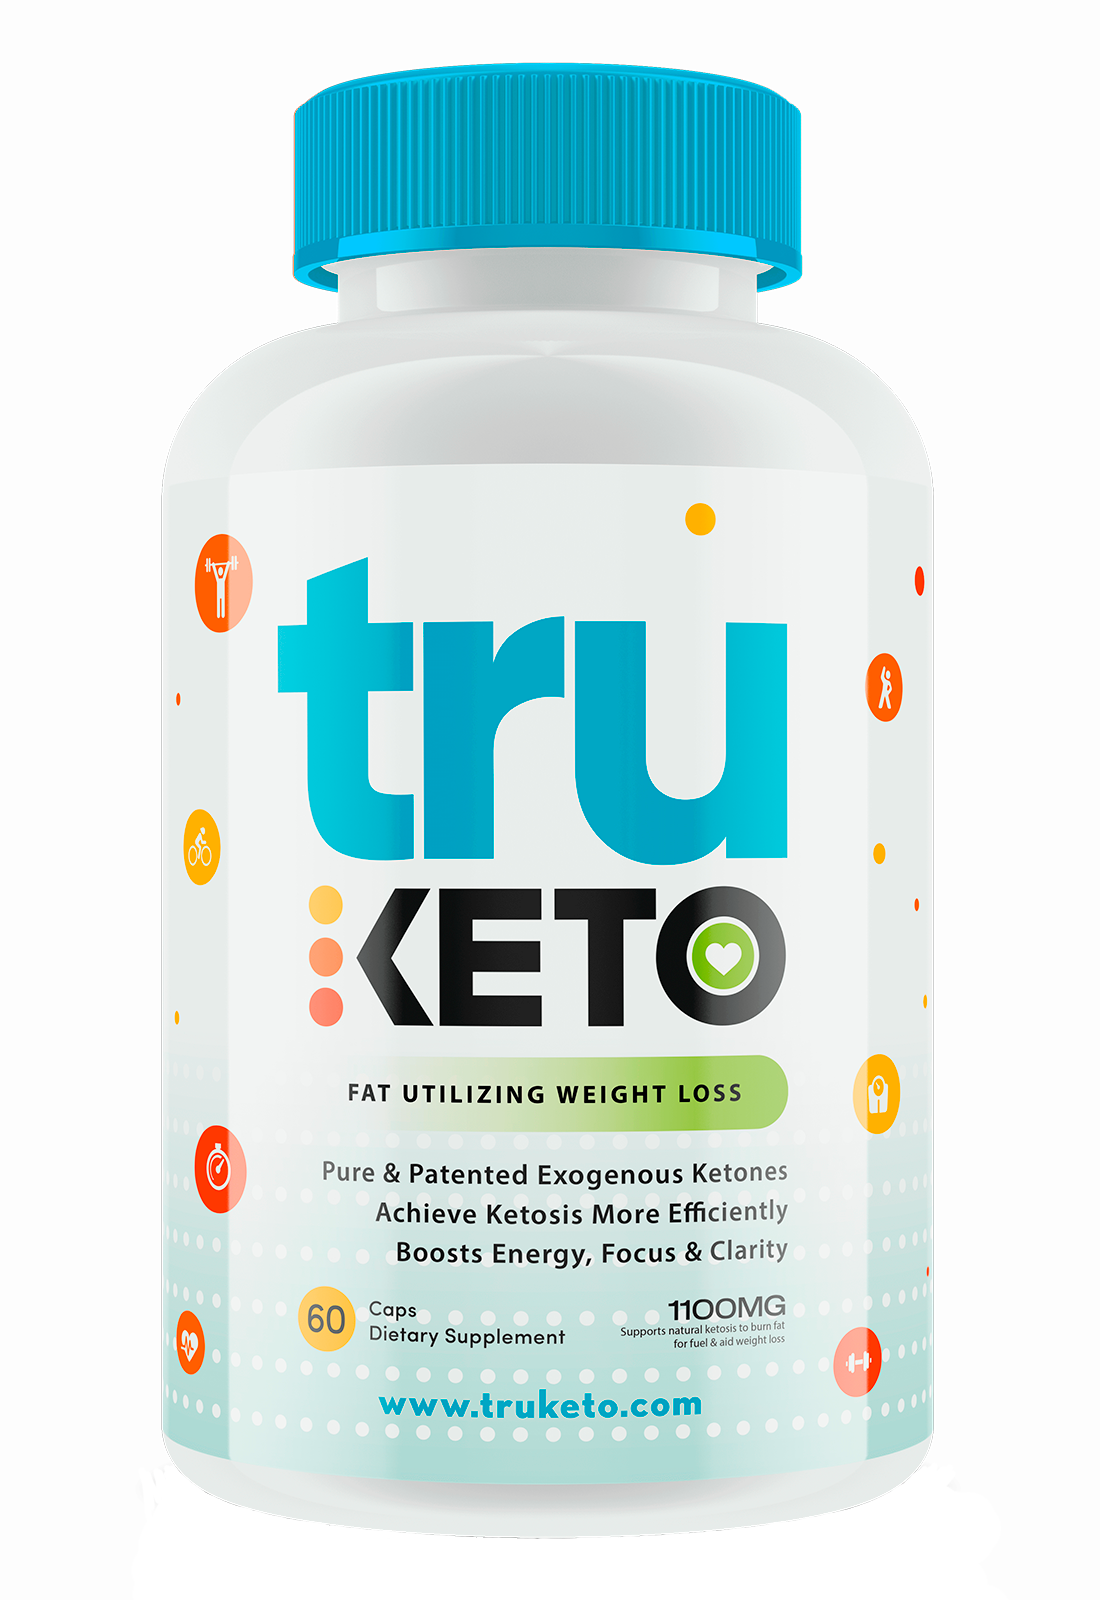 tru
KETO
FAT UTILIZING WEIGHT LOSS
Pure & Patented Exogenous Ketones
Achieve Ketosis More Efficiently
Boosts Energy, Focus & Clarity
60 Caps
Dietary Supplement
1100MG
Supports natural ketosis to burn fat
for fuel & aid weight loss
www.truketo.com